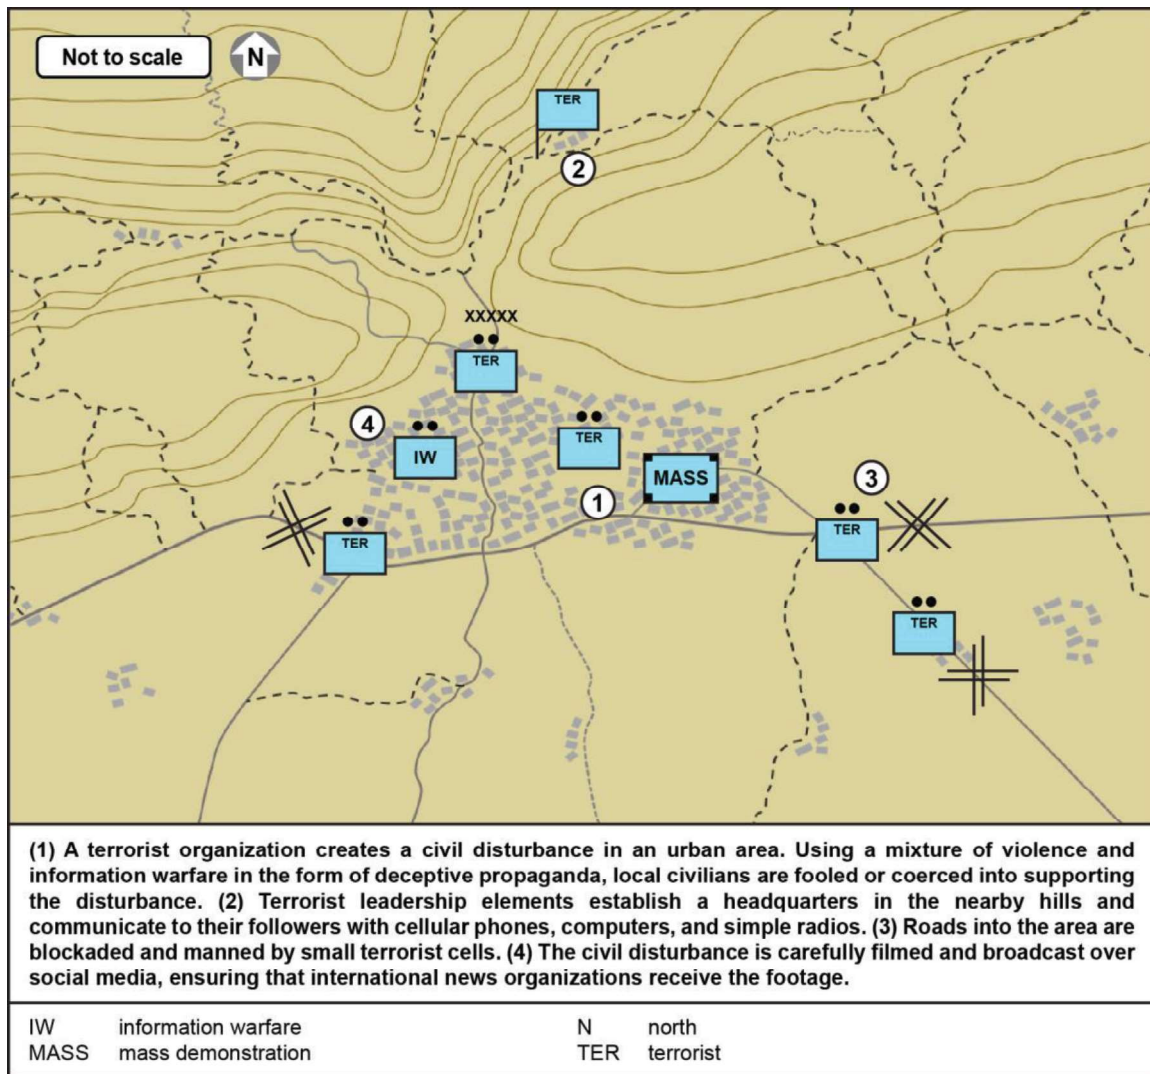 Not to scale
N
TER
2
XXXXX
TER
4
IW
TER
MASS
1
3
TER
TER
TER
(1) A terrorist organization creates a civil disturbance in an urban area. Using a mixture of violence and
information warfare in the form of deceptive propaganda, local civilians are fooled or coerced into supporting
the disturbance. (2) Terrorist leadership elements establish a headquarters in the nearby hills and
communicate to their followers with cellular phones, computers, and simple radios. (3) Roads into the area are
blockaded and manned by small terrorist cells. (4) The civil disturbance is carefully filmed and broadcast over
social media, ensuring that international news organizations receive the footage.
IW information warfare
MASS mass demonstration
N north
TER terrorist